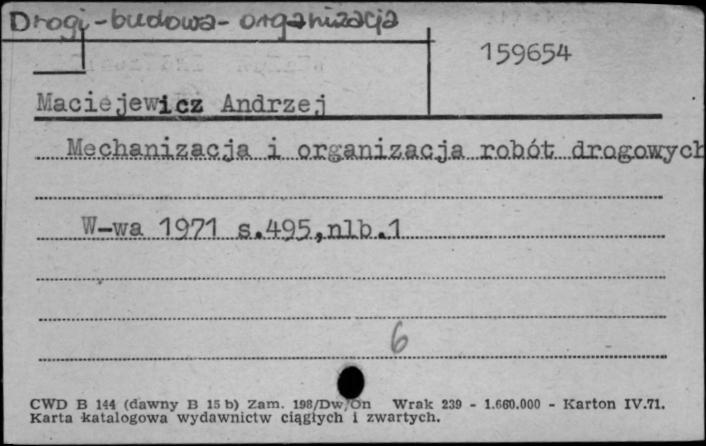 Drogi-budowa-organizacja
159654
Maciejewicz Andrzej
Mechanizacja i organizacja robót drogowych
W-wa 1971 s.495,nlb.1
6
CWD B 144 (dawny B 15 b) Zam. 198/Dw/On Wrak 239 - 1.660.000 - Karton IV.71.
Karta katalogowa wydawnictw ciągłych i zwartych.